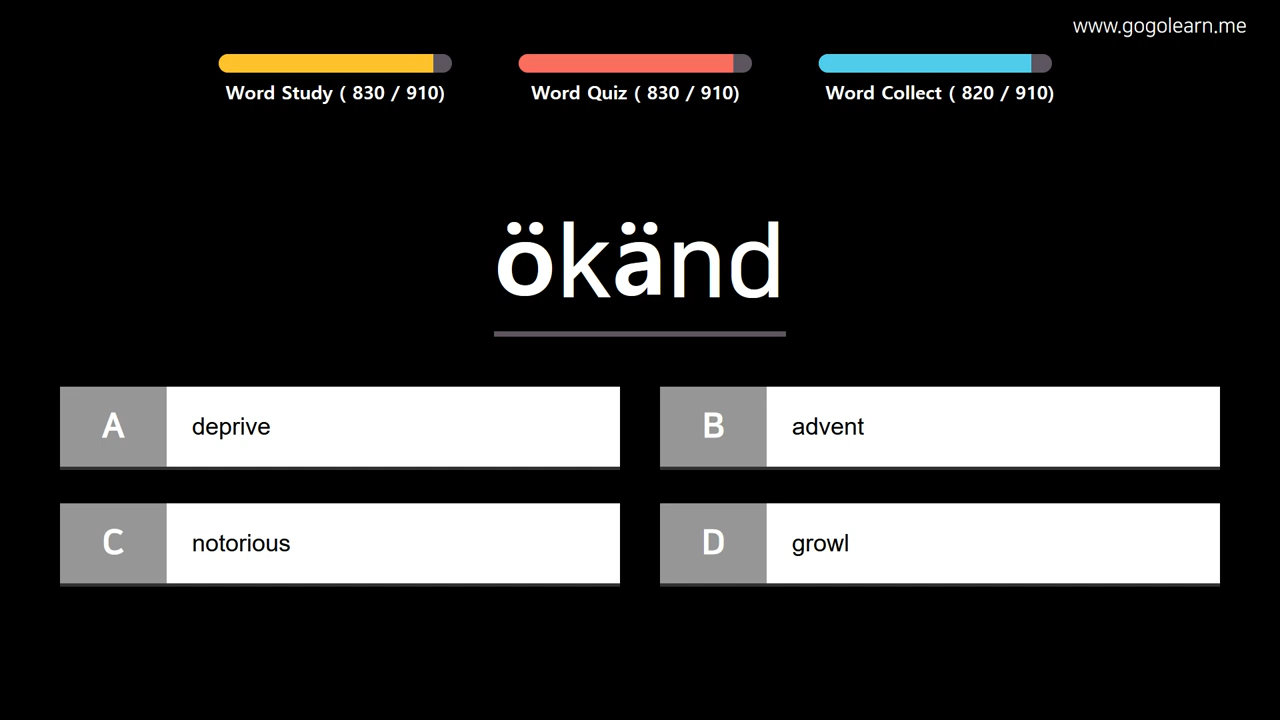 www.gogolearn.me
Word Study ( 830 / 910)
Word Quiz ( 830 / 910)
Word Collect ( 820 / 910)
ökänd
A deprive
B advent
C notorious
D growl